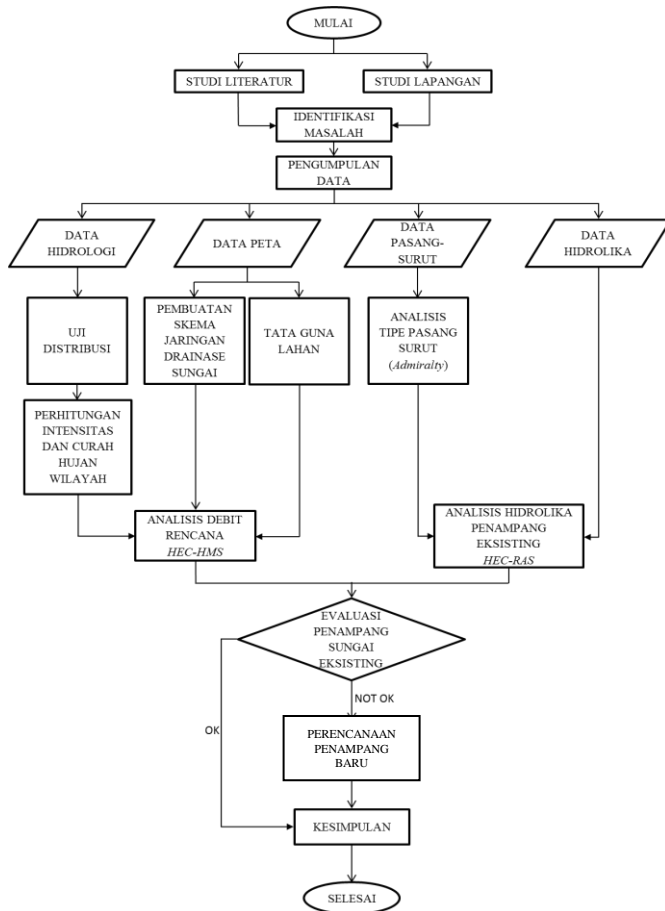 MULAI
STUDI LITERATUR
STUDI LAPANGAN
IDENTIFIKASI
MASALAH
PENGUMPULAN
DATA
DATA
HIDROLOGI
DATA PETA
DATA
PASANG-
SURUT
DATA
HIDROLIKA
UJI
DISTRIBUSI
PEMBUATAN
SKEMA
JARINGAN
DRAINASE
SUNGAI
TATA GUNA
LAHAN
ANALISIS
TIPE PASANG
SURUT
(Admiralty)
PERHITUNGAN
INTENSITAS
DAN CURAH
HUJAN
WILAYAH
ANALISIS DEBIT
RENCANA
HEC-HMS
ANALISIS HIDROLIKA
PENAMPANG
EKSISTING
HEC-RAS
EVALUASI
PENAMPANG
SUNGAI
EKSISTING
NOT OK
OK
PERENCANAAN
PENAMPANG
BARU
KESIMPULAN
SELESAI